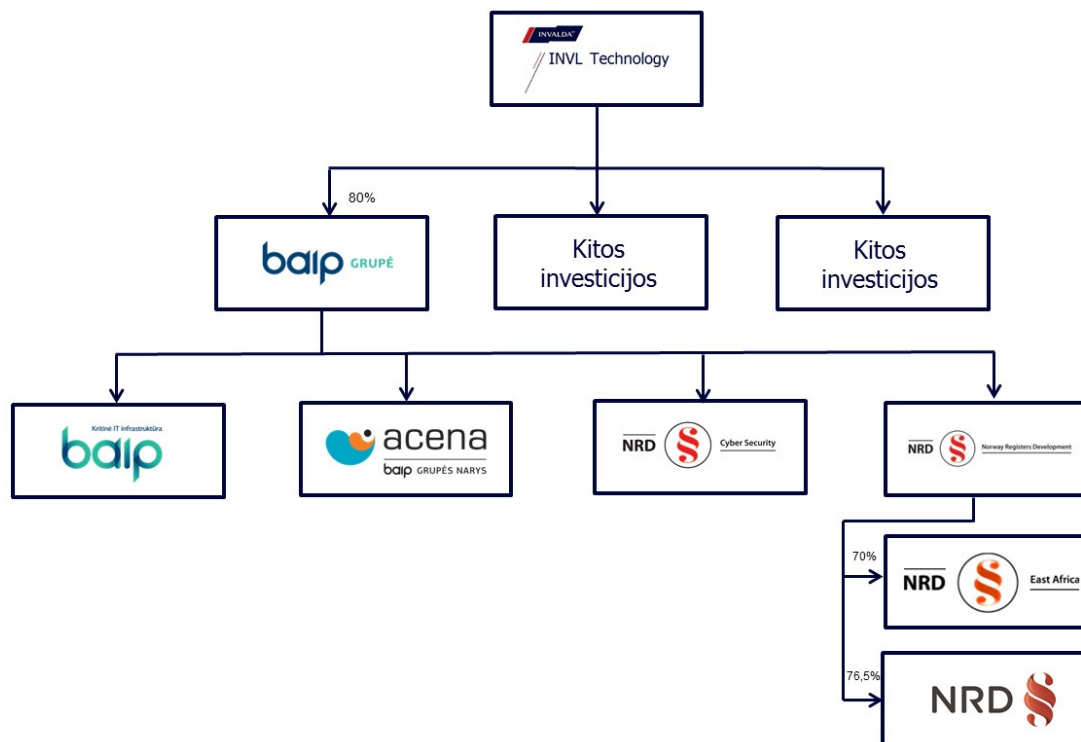 INVALDA
INVL Technology
80%
baip GRUPĖ
Kitos
investicijos
Kitos
investicijos
Kritinė IT infrastruktūra
baip
acena
baip GRUPĖS NARYS
NRD § Cyber Security
NRD § Norway Registers Development
70%
NRD § East Africa
76,5%
NRD §